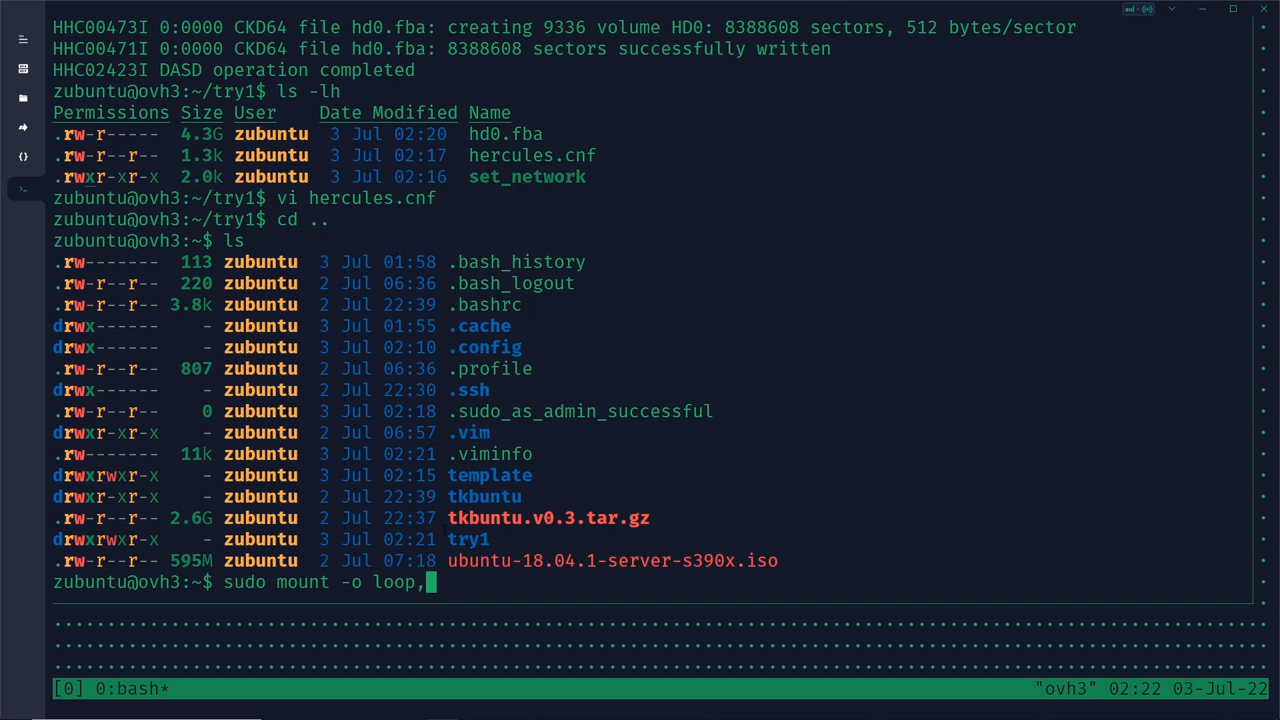 HHC00473I 0:0000 CKD64 file hd0.fba: creating 9336 volume HD0: 8388608 sectors, 512 bytes/sector
HHC00471I 0:0000 CKD64 file hd0.fba: 8388608 sectors successfully written
HHC02423I DASD operation completed
zubuntu@ovh3:~/try1$ ls -lh
Permissions Size User Date Modified Name
.rw-r----- 4.3G zubuntu 3 Jul 02:20 hd0.fba
.rw-r--r-- 1.3k zubuntu 3 Jul 02:17 hercules.cnf
.rwxr-xr-x 2.0k zubuntu 3 Jul 02:16 set_network
zubuntu@ovh3:~/try1$ vi hercules.cnf
zubuntu@ovh3:~/try1$ cd ..
zubuntu@ovh3:~$ ls
.rw------- 113 zubuntu 3 Jul 01:58 .bash_history
.rw-r--r-- 220 zubuntu 2 Jul 06:36 .bash_logout
.rw-r--r-- 3.8k zubuntu 2 Jul 22:39 .bashrc
drwx------ - zubuntu 3 Jul 01:55 .cache
drwx------ - zubuntu 3 Jul 02:10 .config
.rw-r--r-- 807 zubuntu 2 Jul 06:36 .profile
drwx------ - zubuntu 2 Jul 22:30 .ssh
.rw-r--r-- 0 zubuntu 3 Jul 02:18 .sudo_as_admin_successful
drwxr-xr-x - zubuntu 2 Jul 06:57 .vim
.rw------- 11k zubuntu 3 Jul 02:21 .viminfo
drwxrwxr-x - zubuntu 3 Jul 02:15 template
drwxr-xr-x - zubuntu 2 Jul 22:39 tkbuntu
.rw-r--r-- 2.6G zubuntu 2 Jul 22:37 tkbuntu.v0.3.tar.gz
drwxrwxr-x - zubuntu 3 Jul 02:21 try1
.rw-r--r-- 595M zubuntu 2 Jul 07:18 ubuntu-18.04.1-server-s390x.iso
zubuntu@ovh3:~$ sudo mount -o loop,
[0] 0:bash* "ovh3" 02:22 03-Jul-22